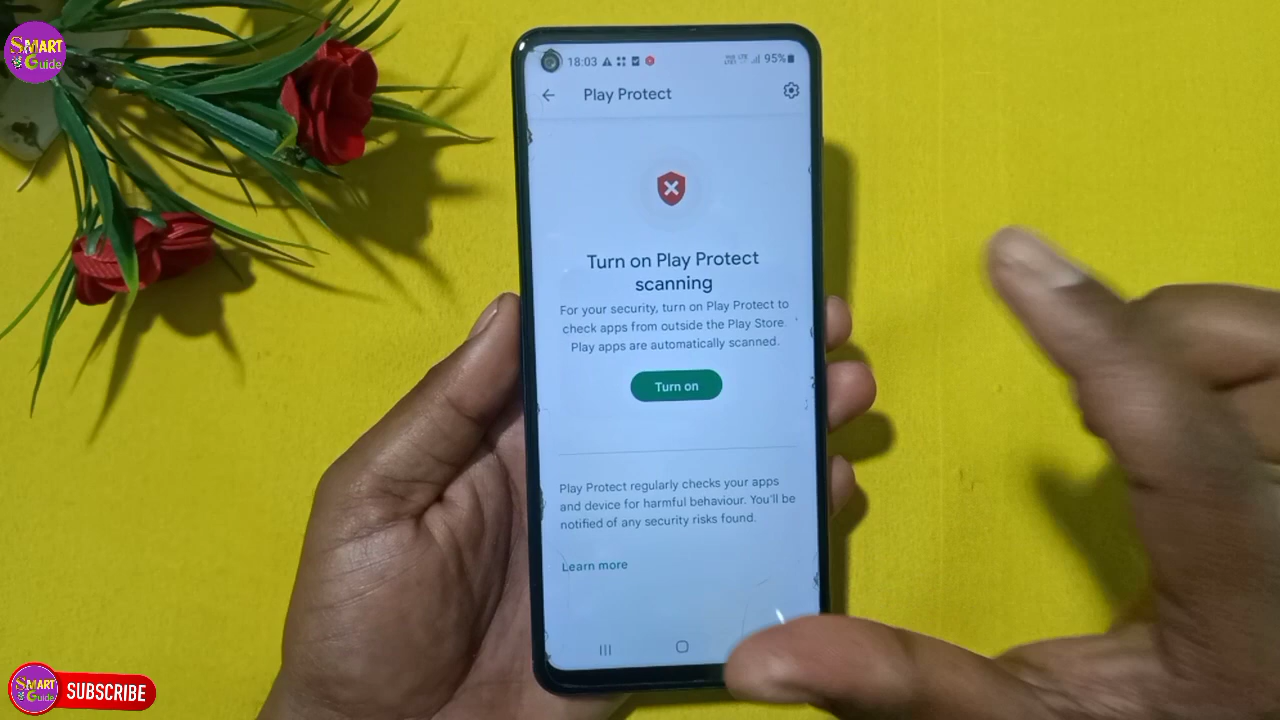 SMART
Guide
18:03
95%
Play Protect
Turn on Play Protect
scanning
For your security, turn on Play Protect to
check apps from outside the Play Store.
Play apps are automatically scanned.
Turn on
Play Protect regularly checks your apps
and device for harmful behaviour. You'll be
notified of any security risks found.
Learn more
SMART
Guide
SUBSCRIBE